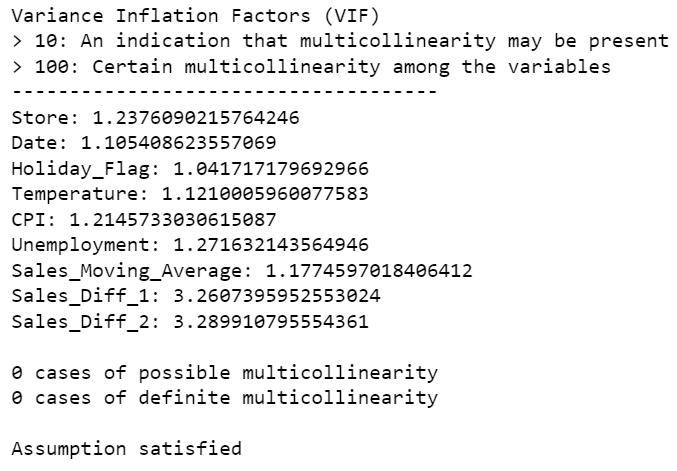 Variance Inflation Factors (VIF)
> 10: An indication that multicollinearity may be present
> 100: Certain multicollinearity among the variables
-------------------------------------
Store: 1.2376090215764246
Date: 1.105408623557069
Holiday_Flag: 1.041717179692966
Temperature: 1.1210005960077583
CPI: 1.2145733030615087
Unemployment: 1.271632143564946
Sales_Moving_Average: 1.1774597018406412
Sales_Diff_1: 3.2607395952553024
Sales_Diff_2: 3.289910795554361
0 cases of possible multicollinearity
0 cases of definite multicollinearity
Assumption satisfied